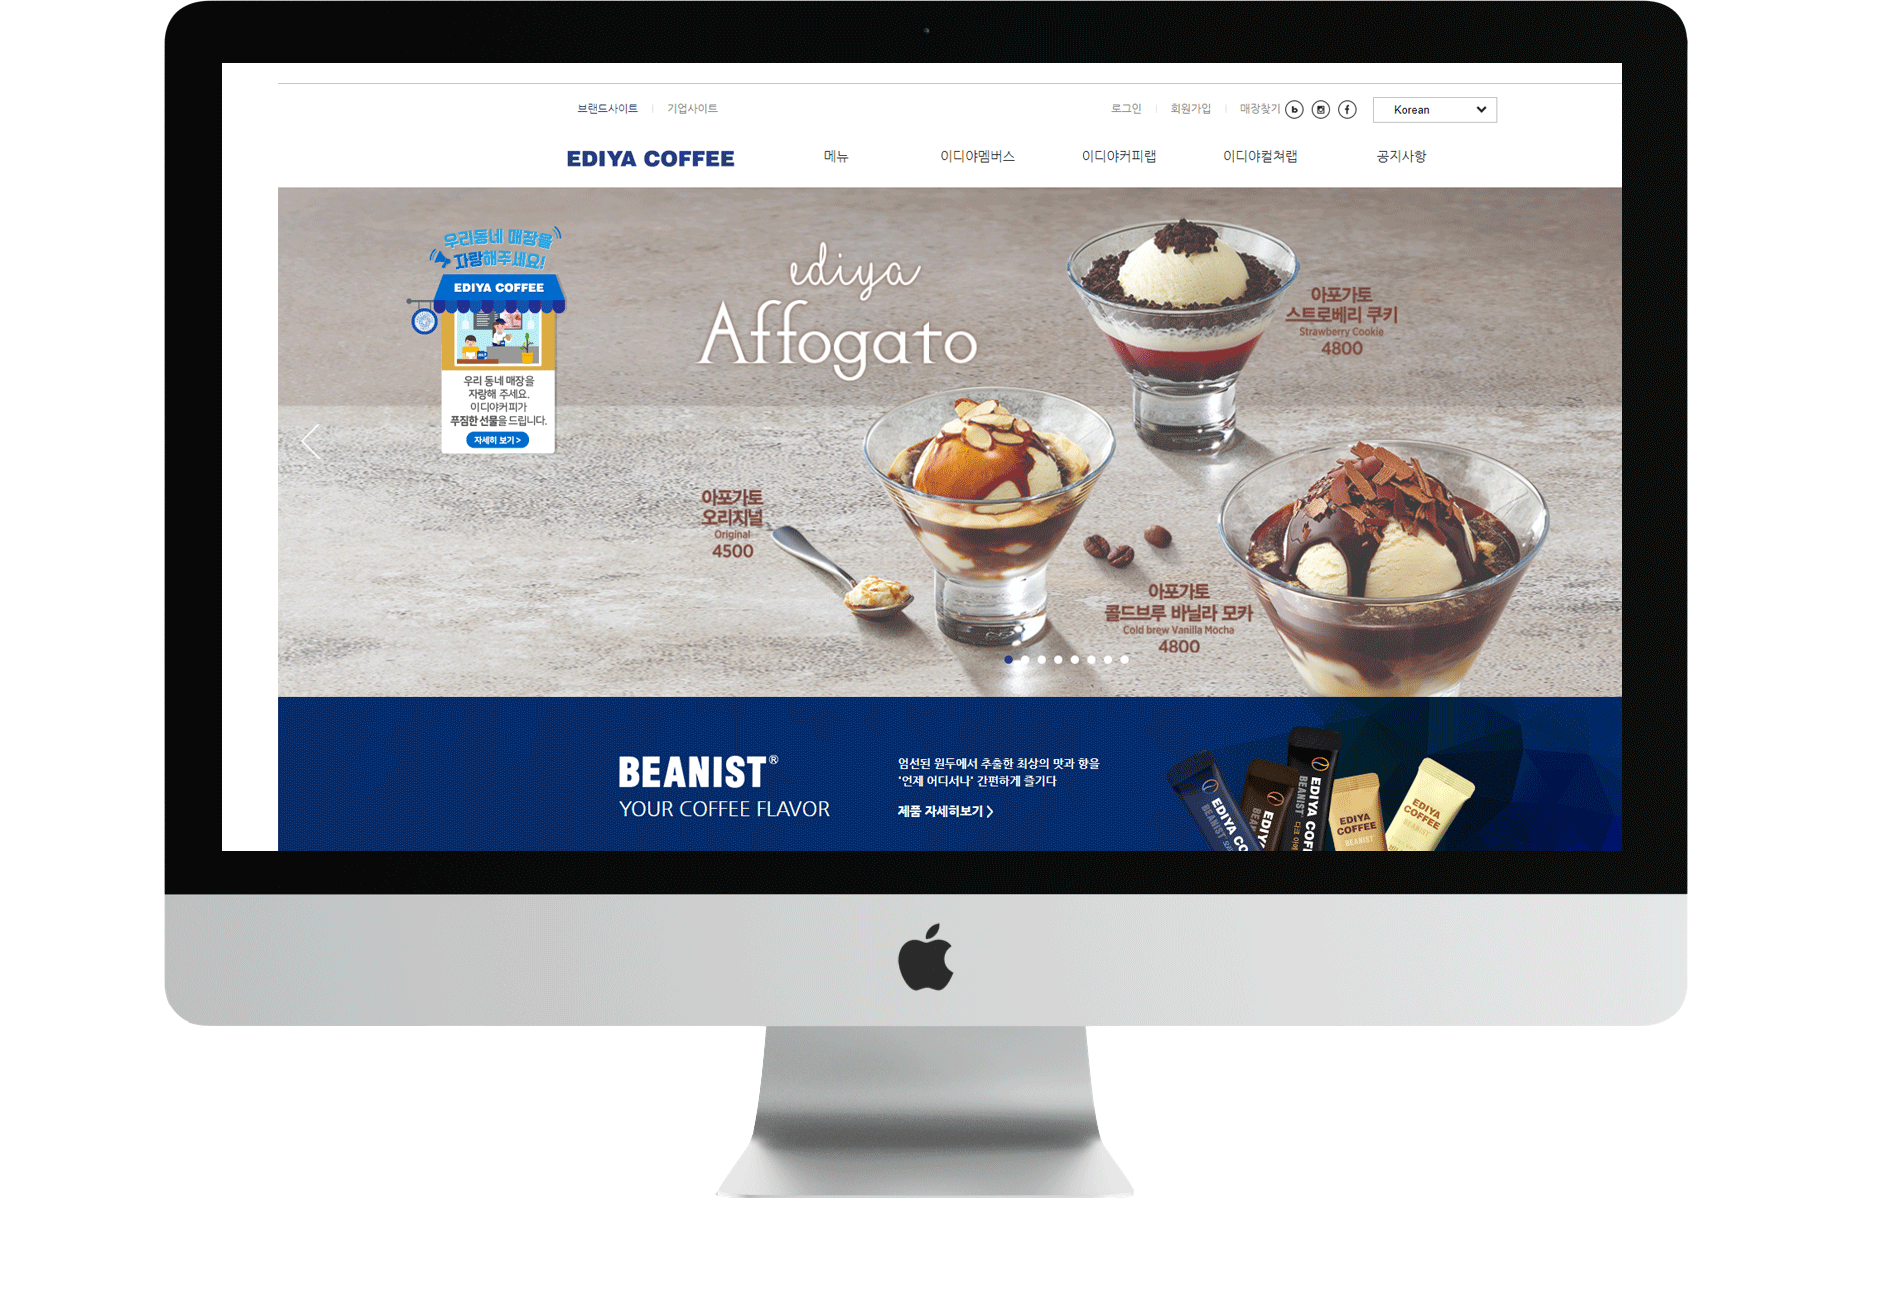 브랜드사이트
기업사이트
로그인
회원가입
매장찾기
Korean
EDIYA COFFEE
메뉴
이디야멤버스
이디야커피랩
이디야컬쳐랩
공지사항
우리동네 매장을
자랑해주세요!
EDIYA COFFEE
우리 동네 매장을
자랑해 주세요.
이디야커피가
푸짐한 선물을 드립니다.
자세히 보기 >
ediya
Affogato
아포가토
스트로베리 쿠키
Strawberry Cookie
4800
아포가토
오리지널
Original
4500
아포가토
콜드브루 바닐라 모카
Cold brew Vanilla Mocha
4800
BEANIST®
YOUR COFFEE FLAVOR
엄선된 원두에서 추출한 최상의 맛과 향을
'언제 어디서나' 간편하게 즐기다
제품 자세히보기 >
EDIYA CO
BEANIST
EDIYA
BEA
EDIYA COFF
BEANIST
EDIYA
COFFEE
BEANIST
EDIYA
COFFEE
BEANIST